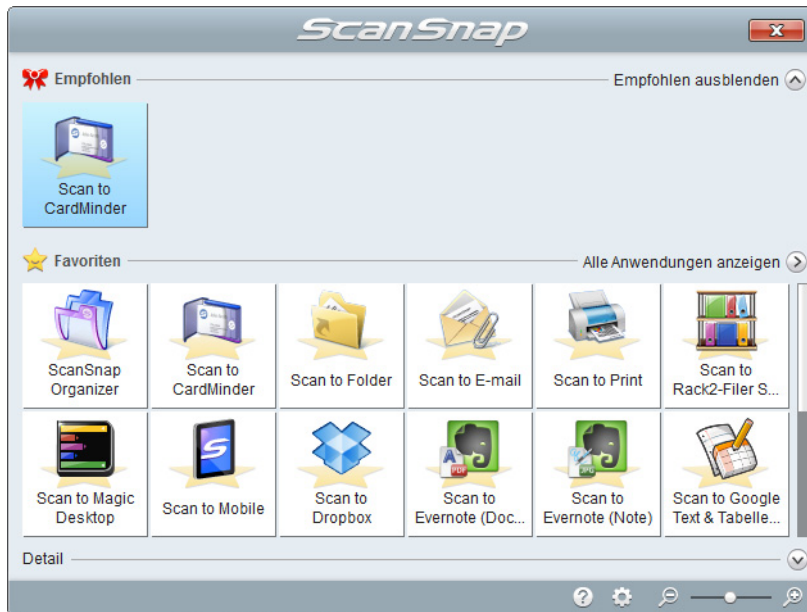 ScanSnap
Empfohlen
Empfohlen ausblenden
Scan to
CardMinder
Favoriten
Alle Anwendungen anzeigen
ScanSnap
Organizer
Scan to
CardMinder
Scan to Folder
Scan to E-mail
Scan to Print
Scan to
Rack2-Filer S...
Scan to Magic
Desktop
Scan to Mobile
Scan to
Dropbox
A
PDF
Scan to
Evernote (Doc...
JPG
Scan to
Evernote (Note)
Scan to Google
Text & Tabelle...
Detail